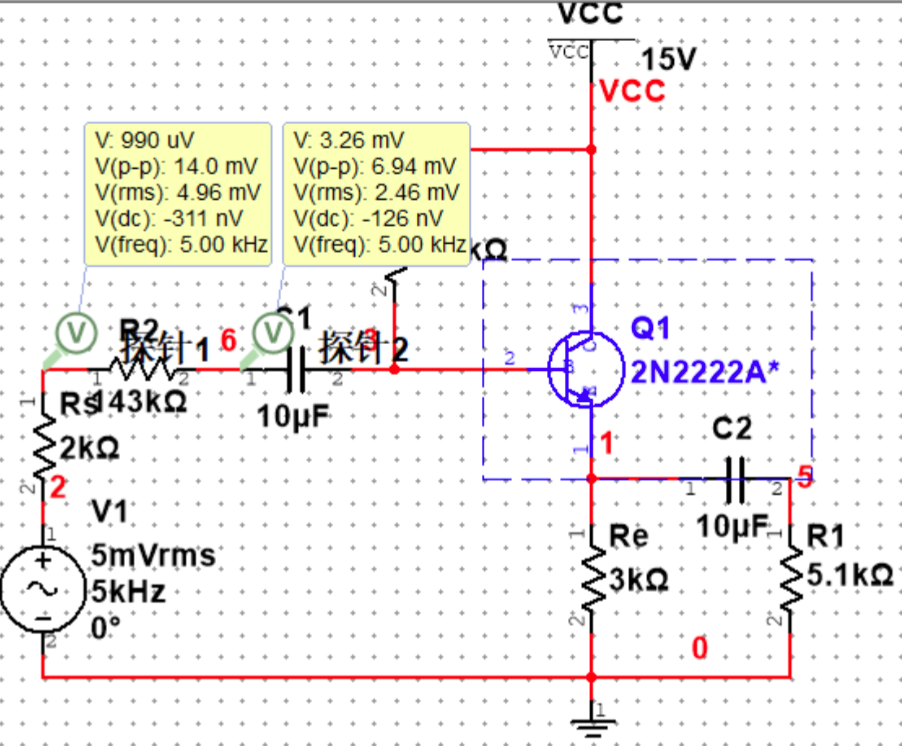 VCC
VCC
15V
VCC
V: 990 uV
V(p-p): 14.0 mV
V(rms): 4.96 mV
V(dc): -311 nV
V(freq): 5.00 kHz
V: 3.26 mV
V(p-p): 6.94 mV
V(rms): 2.46 mV
V(dc): -126 nV
V(freq): 5.00 kHz
kΩ
2
V
R2
探针1
6
V
C1
探针2
3
1
2
143kΩ
1
2
10µF
2
3
C
B
E
1
Q1
2N2222A*
1
1
Rs
2kΩ
2
2
C2
1
2
10µF
5
V1
1
5mVrms
5kHz
0°
2
1
Re
3kΩ
2
1
R1
5.1kΩ
2
0
1